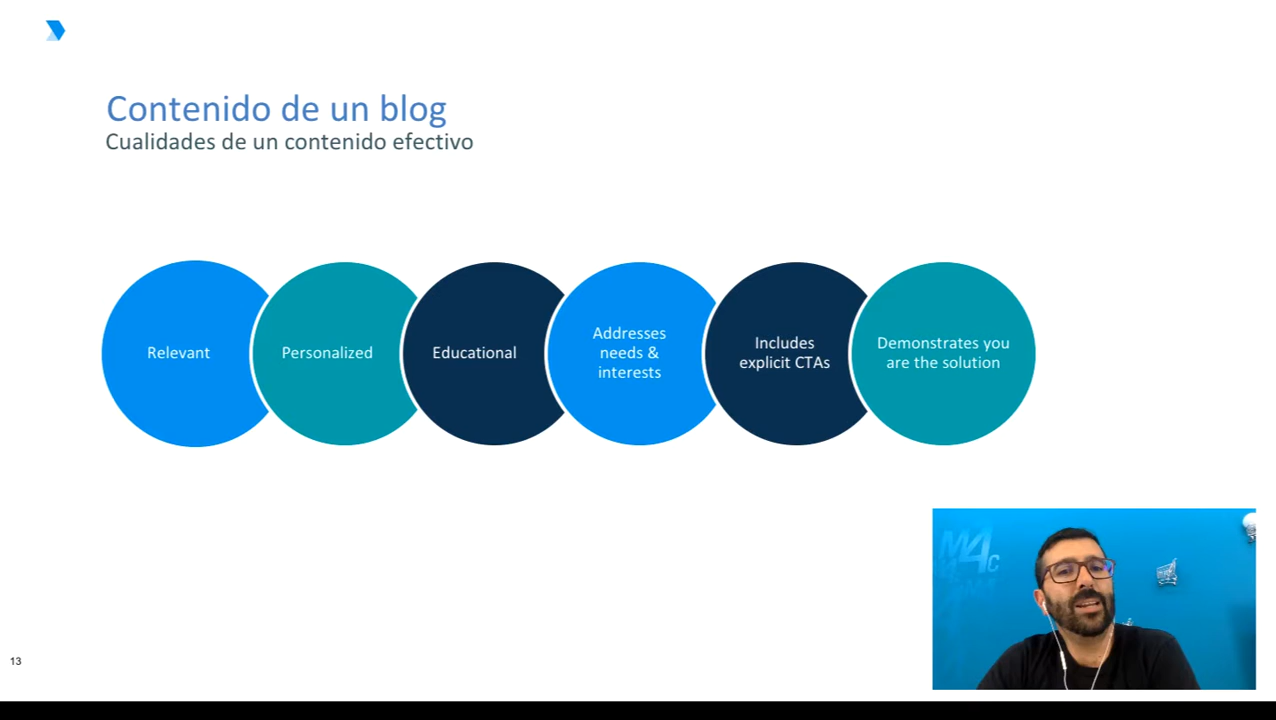 Contenido de un blog
Cualidades de un contenido efectivo
Relevant
Personalized
Educational
Addresses
needs &
interests
Includes
explicit CTAs
Demonstrates you
are the solution
M4c
13